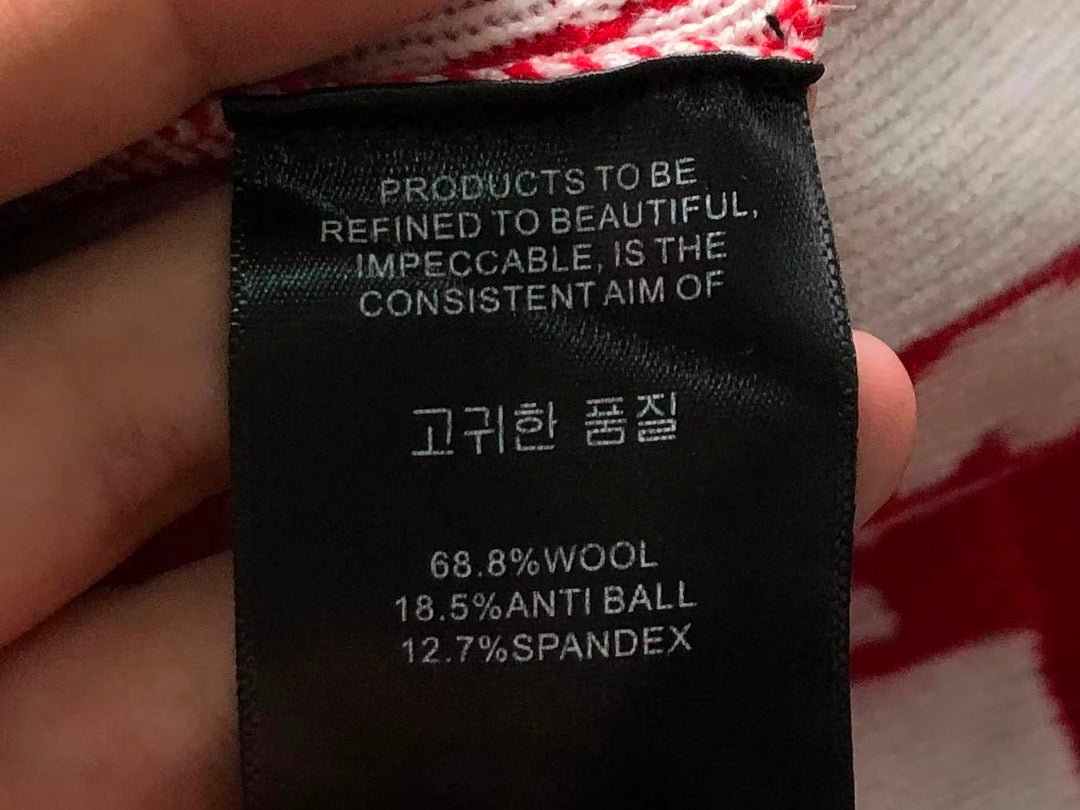 PRODUCTS TO BE
REFINED TO BEAUTIFUL,
IMPECCABLE, IS THE
CONSISTENT AIM OF
고귀한 품질
68.8%WOOL
18.5%ANTI BALL
12.7%SPANDEX